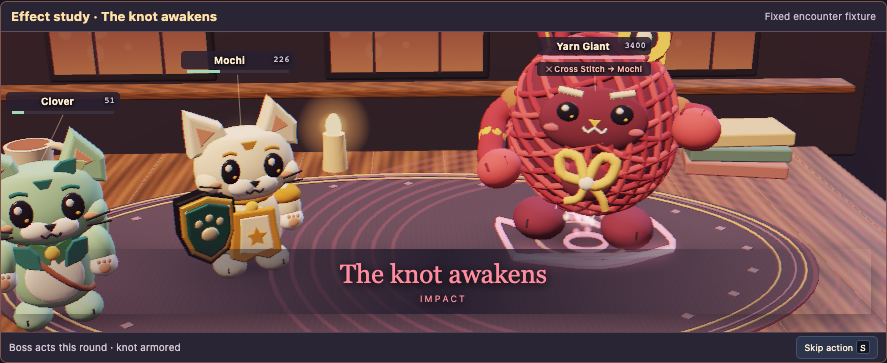 Effect study · The knot awakens
Fixed encounter fixture
Yarn Giant 3400
Mochi 226
× Cross Stitch → Mochi
Clover 51
The knot awakens
IMPACT
Boss acts this round · knot armored
Skip action S